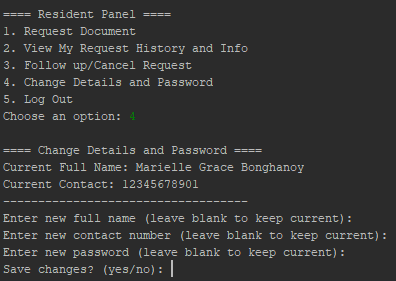 ==== Resident Panel ====
1. Request Document
2. View My Request History and Info
3. Follow up/Cancel Request
4. Change Details and Password
5. Log Out
Choose an option: 4
==== Change Details and Password ====
Current Full Name: Marielle Grace Bonghanoy
Current Contact: 12345678901
-----------------------------------
Enter new full name (leave blank to keep current):
Enter new contact number (leave blank to keep current):
Enter new password (leave blank to keep current):
Save changes? (yes/no):